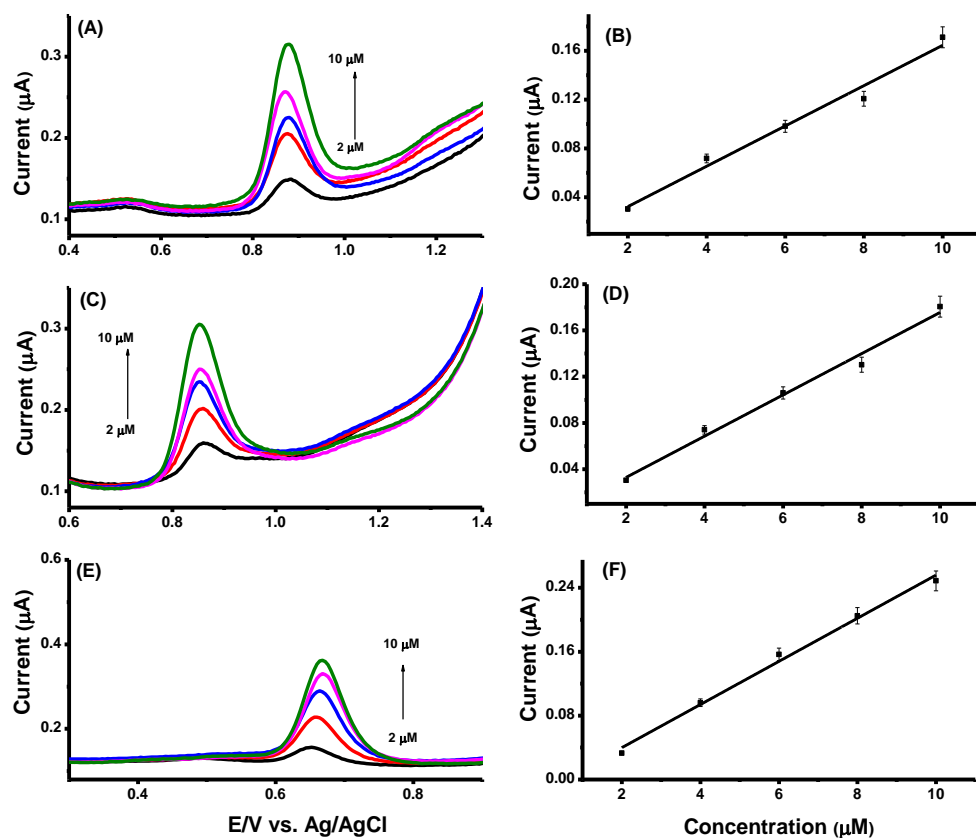 (A)
Current (µA)
0.3
0.2
0.1
10 µM
2 µM
0.4 0.6 0.8 1.0 1.2
(B)
Current (µA)
0.16
0.12
0.08
0.04
2 4 6 8 10
(C)
Current (µA)
0.3
0.2
0.1
10 µM
2 µM
0.6 0.8 1.0 1.2 1.4
(D)
Current (µA)
0.20
0.16
0.12
0.08
0.04
2 4 6 8 10
(E)
Current (µA)
0.6
0.4
0.2
10 µM
2 µM
0.4 0.6 0.8
E/V vs. Ag/AgCl
(F)
Current (µA)
0.24
0.16
0.08
0.00
2 4 6 8 10
Concentration (µM)